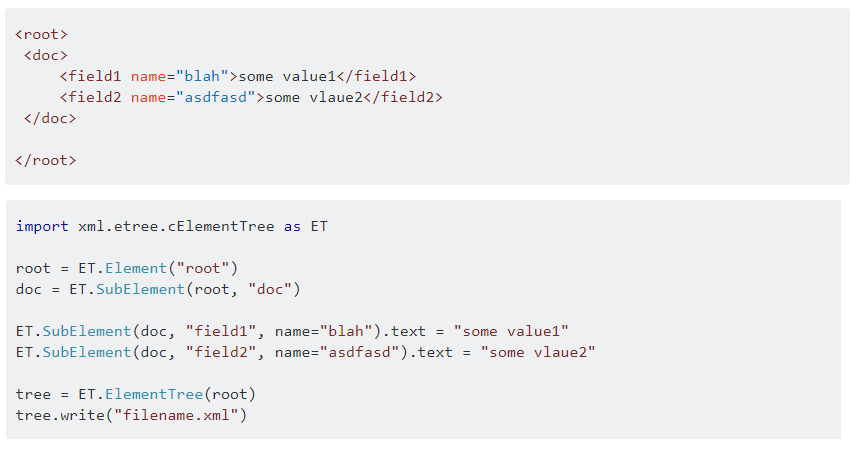 <root>
<doc>
<field1 name="blah">some value1</field1>
<field2 name="asdfasd">some vlaue2</field2>
</doc>
</root>
import xml.etree.cElementTree as ET
root = ET.Element("root")
doc = ET.SubElement(root, "doc")
ET.SubElement(doc, "field1", name="blah").text = "some value1"
ET.SubElement(doc, "field2", name="asdfasd").text = "some vlaue2"
tree = ET.ElementTree(root)
tree.write("filename.xml")